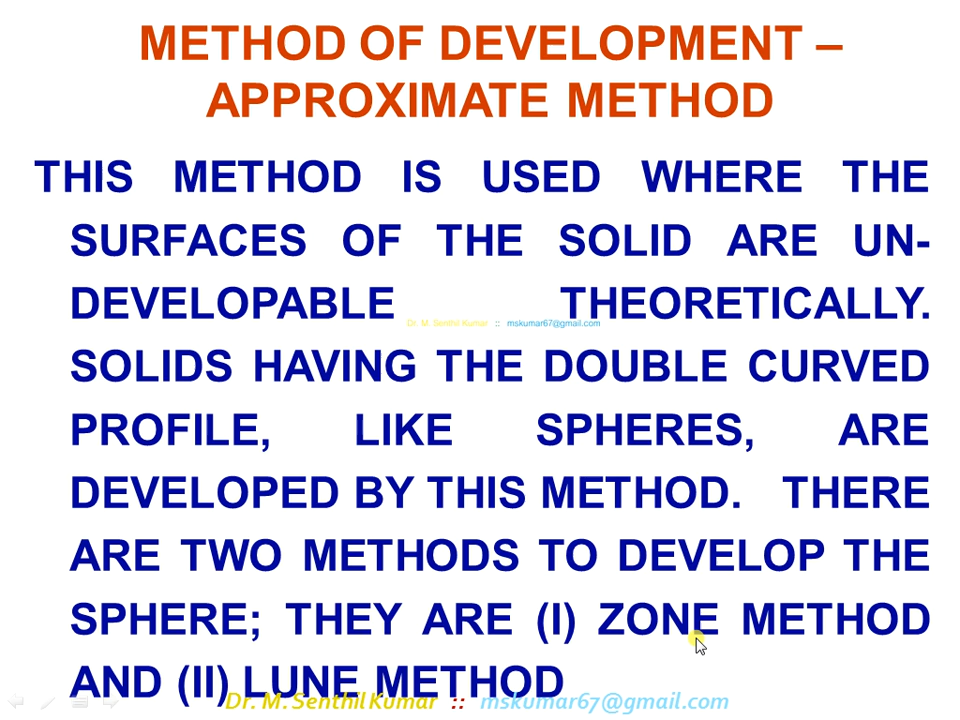 METHOD OF DEVELOPMENT –
APPROXIMATE METHOD
THIS METHOD IS USED WHERE THE
SURFACES OF THE SOLID ARE UN-
DEVELOPABLE THEORETICALLY.
Dr. M. Senthil Kumar :: mskumar67@gmail.com
SOLIDS HAVING THE DOUBLE CURVED
PROFILE, LIKE SPHERES, ARE
DEVELOPED BY THIS METHOD. THERE
ARE TWO METHODS TO DEVELOP THE
SPHERE; THEY ARE (I) ZONE METHOD
AND (II) LUNE METHOD
Dr. M. Senthil Kumar :: mskumar67@gmail.com